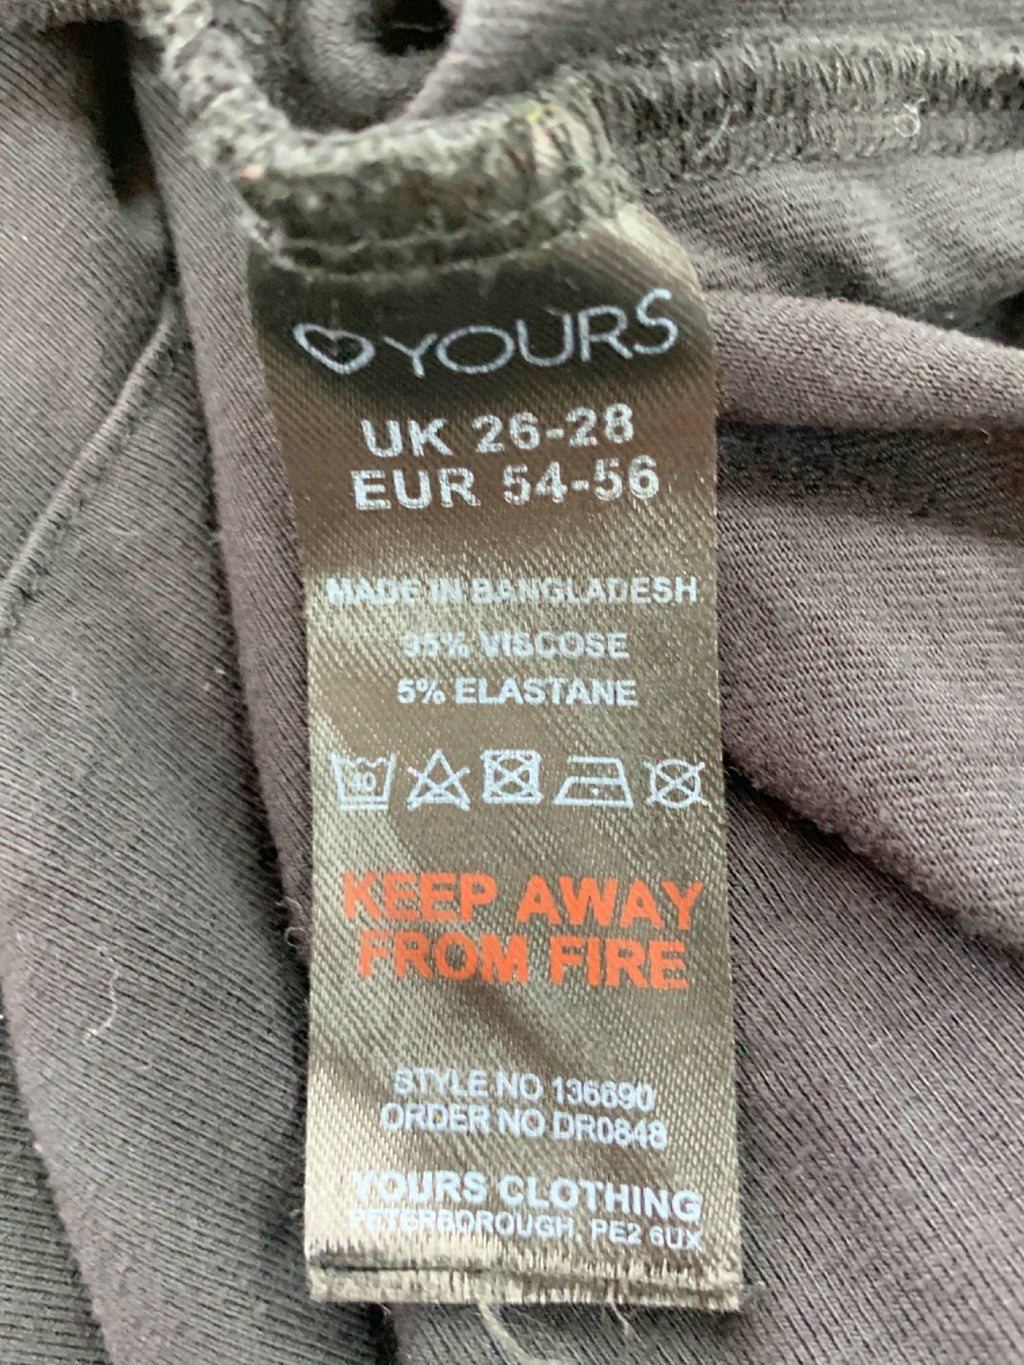 YOURS
UK 26-28
EUR 54-56
MADE IN BANGLADESH
95% VISCOSE
5% ELASTANE
40
KEEP AWAY
FROM FIRE
STYLE NO 136690
ORDER NO DR0848
YOURS CLOTHING
PETERBOROUGH, PE2 6UX